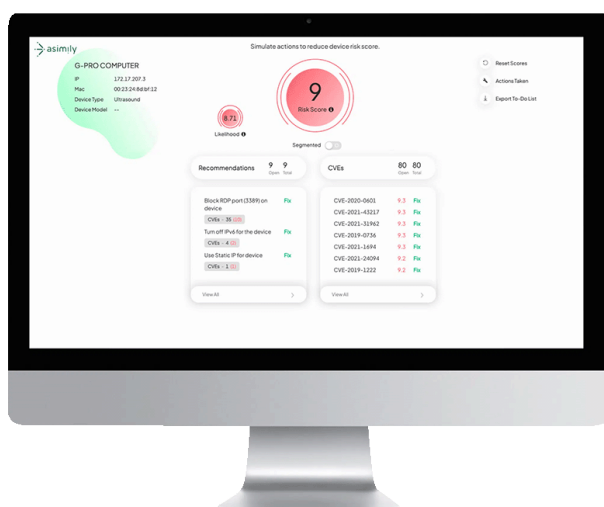 asimily
Simulate actions to reduce device risk score.
G-PRO COMPUTER
IP 172.17.207.3
Mac 00:23:24:8d:bf:12
Device Type Ultrasound
Device Model --
9
Risk Score
8.71
Likelihood
Reset Scores
Actions Taken
Export To-Do List
Segmented
Recommendations 9 9
Open Total
CVEs 80 80
Open Total
Block RDP port (3389) on device Fix
CVEs - 35
Turn off IPv6 for the device Fix
CVEs - 4
Use Static IP for device Fix
CVEs - 1
View All
CVE-2020-0601 9.3 Fix
CVE-2021-43217 9.3 Fix
CVE-2021-31962 9.3 Fix
CVE-2019-0736 9.3 Fix
CVE-2021-1694 9.3 Fix
CVE-2021-24094 9.2 Fix
CVE-2019-1222 9.2 Fix
View All